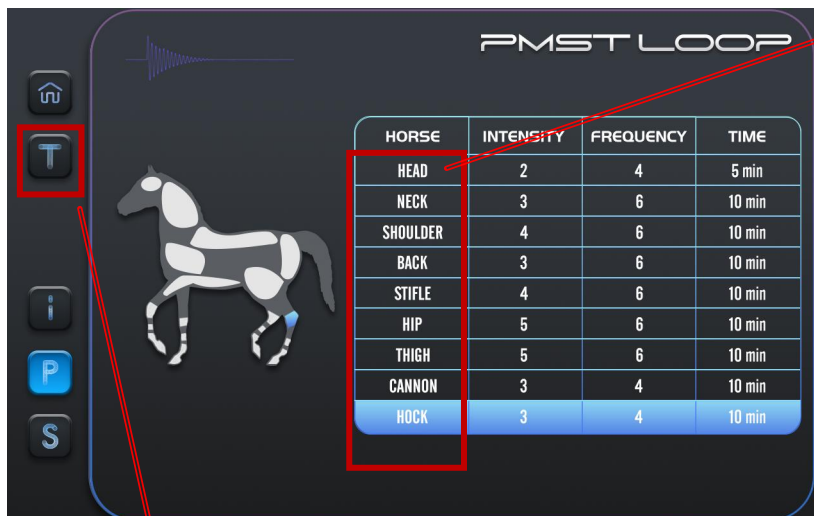 PMST LOOP
T
i
P
S
HORSE INTENSITY FREQUENCY TIME
HEAD 2 4 5 min
NECK 3 6 10 min
SHOULDER 4 6 10 min
BACK 3 6 10 min
STIFLE 4 6 10 min
HIP 5 6 10 min
THIGH 5 6 10 min
CANNON 3 4 10 min
HOCK 3 4 10 min